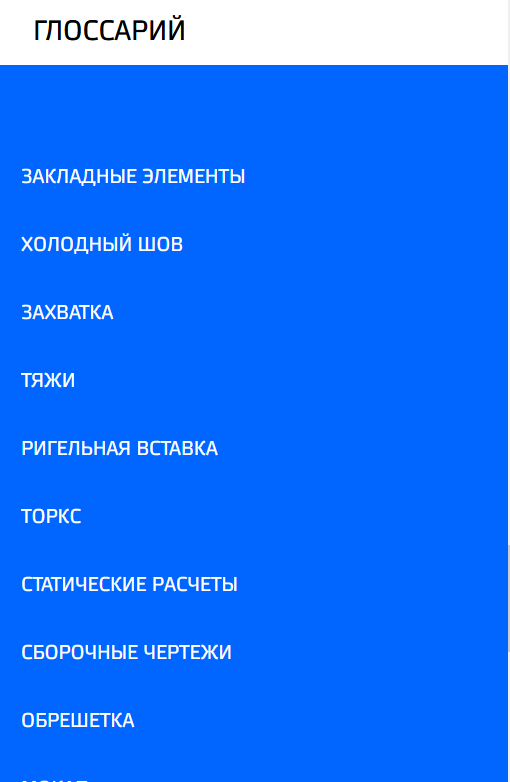 ГЛОССАРИЙ
ЗАКЛАДНЫЕ ЭЛЕМЕНТЫ
ХОЛОДНЫЙ ШОВ
ЗАХВАТКА
ТЯЖИ
РИГЕЛЬНАЯ ВСТАВКА
ТОРКС
СТАТИЧЕСКИЕ РАСЧЕТЫ
СБОРОЧНЫЕ ЧЕРТЕЖИ
ОБРЕШЕТКА